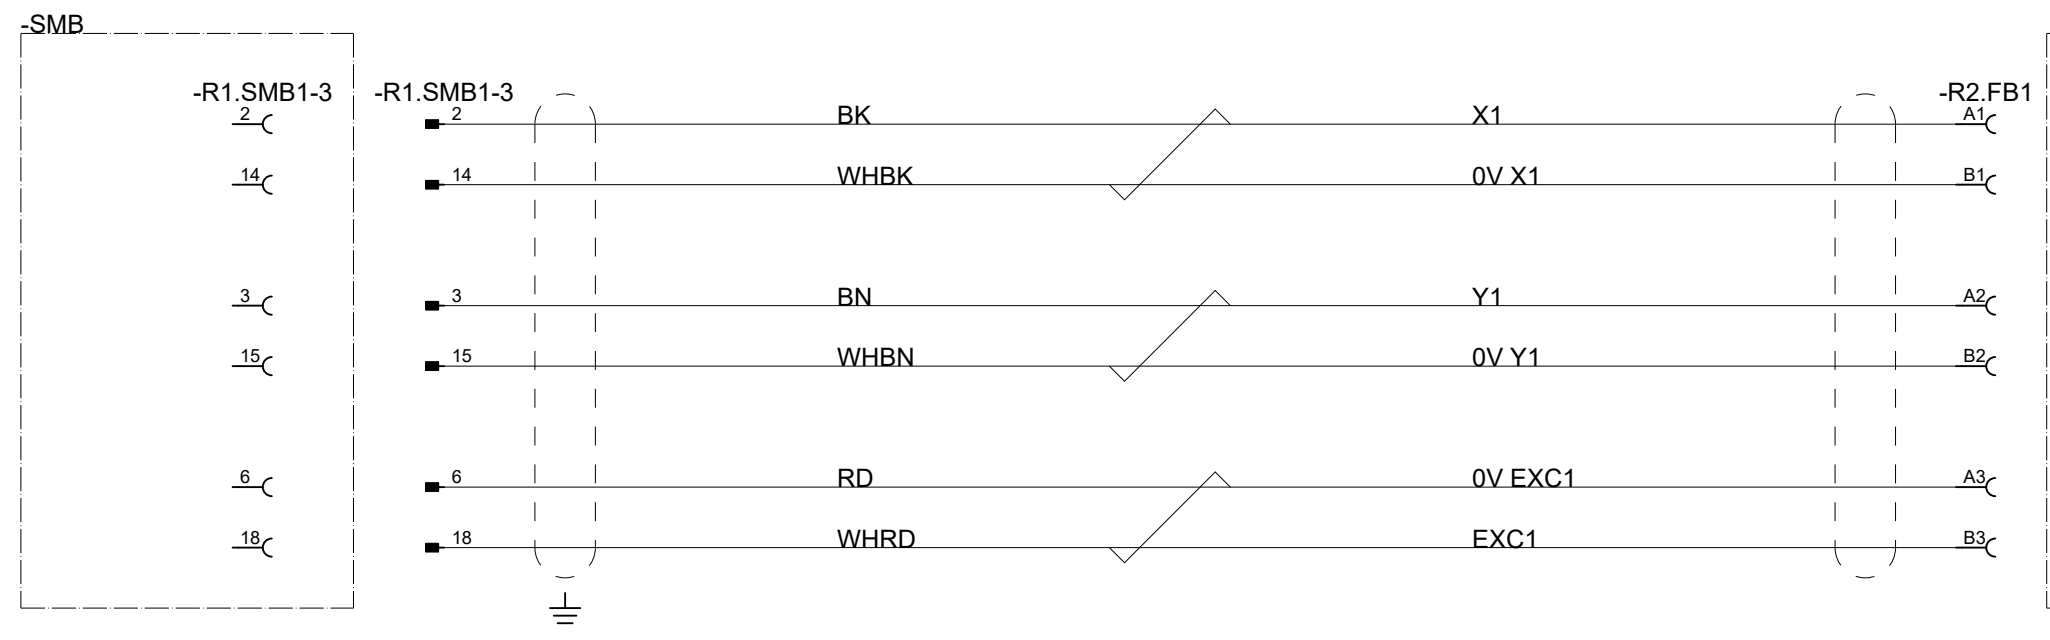 -SMB
-R1.SMB1-3 -R1.SMB1-3 -R2.FB1
2 2 BK X1 A1
14 14 WHBK 0V X1 B1
3 3 BN Y1 A2
15 15 WHBN 0V Y1 B2
6 6 RD 0V EXC1 A3
18 18 WHRD EXC1 B3